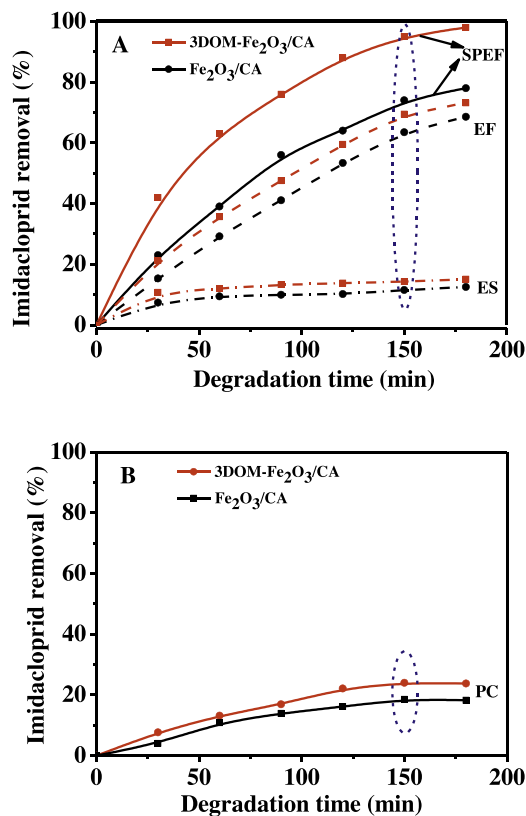 A
3DOM-Fe₂O₃/CA
Fe₂O₃/CA
SPEF
EF
ES
100
80
60
40
20
0
Imidacloprid removal (%)
0 50 100 150 200
Degradation time (min)
B
3DOM-Fe₂O₃/CA
Fe₂O₃/CA
PC
100
80
60
40
20
0
Imidacloprid removal (%)
0 50 100 150 200
Degradation time (min)